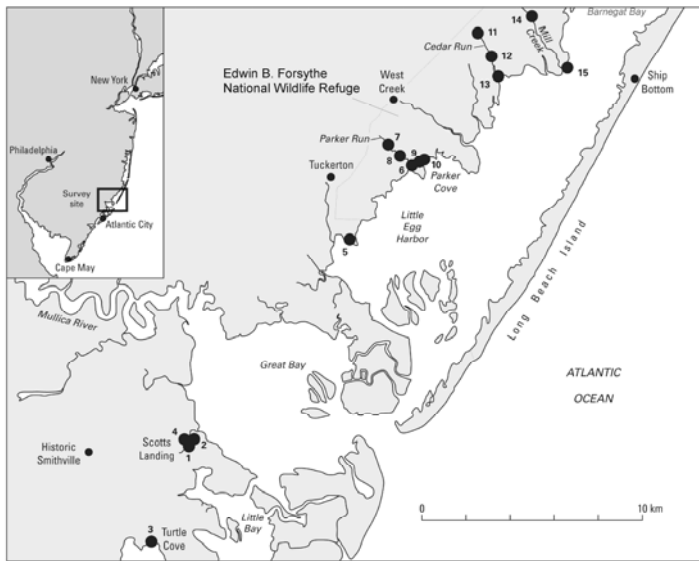 New York
Philadelphia
Survey
site
Atlantic City
Cape May
14
Barnegat Bay
11
Mill
Creek
Cedar Run
12
15
13
Ship
Bottom
Edwin B. Forsythe
National Wildlife Refuge
West
Creek
Parker Run
7
8
9
10
6
Parker
Cove
Tuckerton
Little
Egg
Harbor
5
Long Beach Island
Mullica River
Great Bay
ATLANTIC
OCEAN
4
2
Scotts
Landing
1
Historic
Smithville
0
10 km
3
Turtle
Cove
Little
Bay